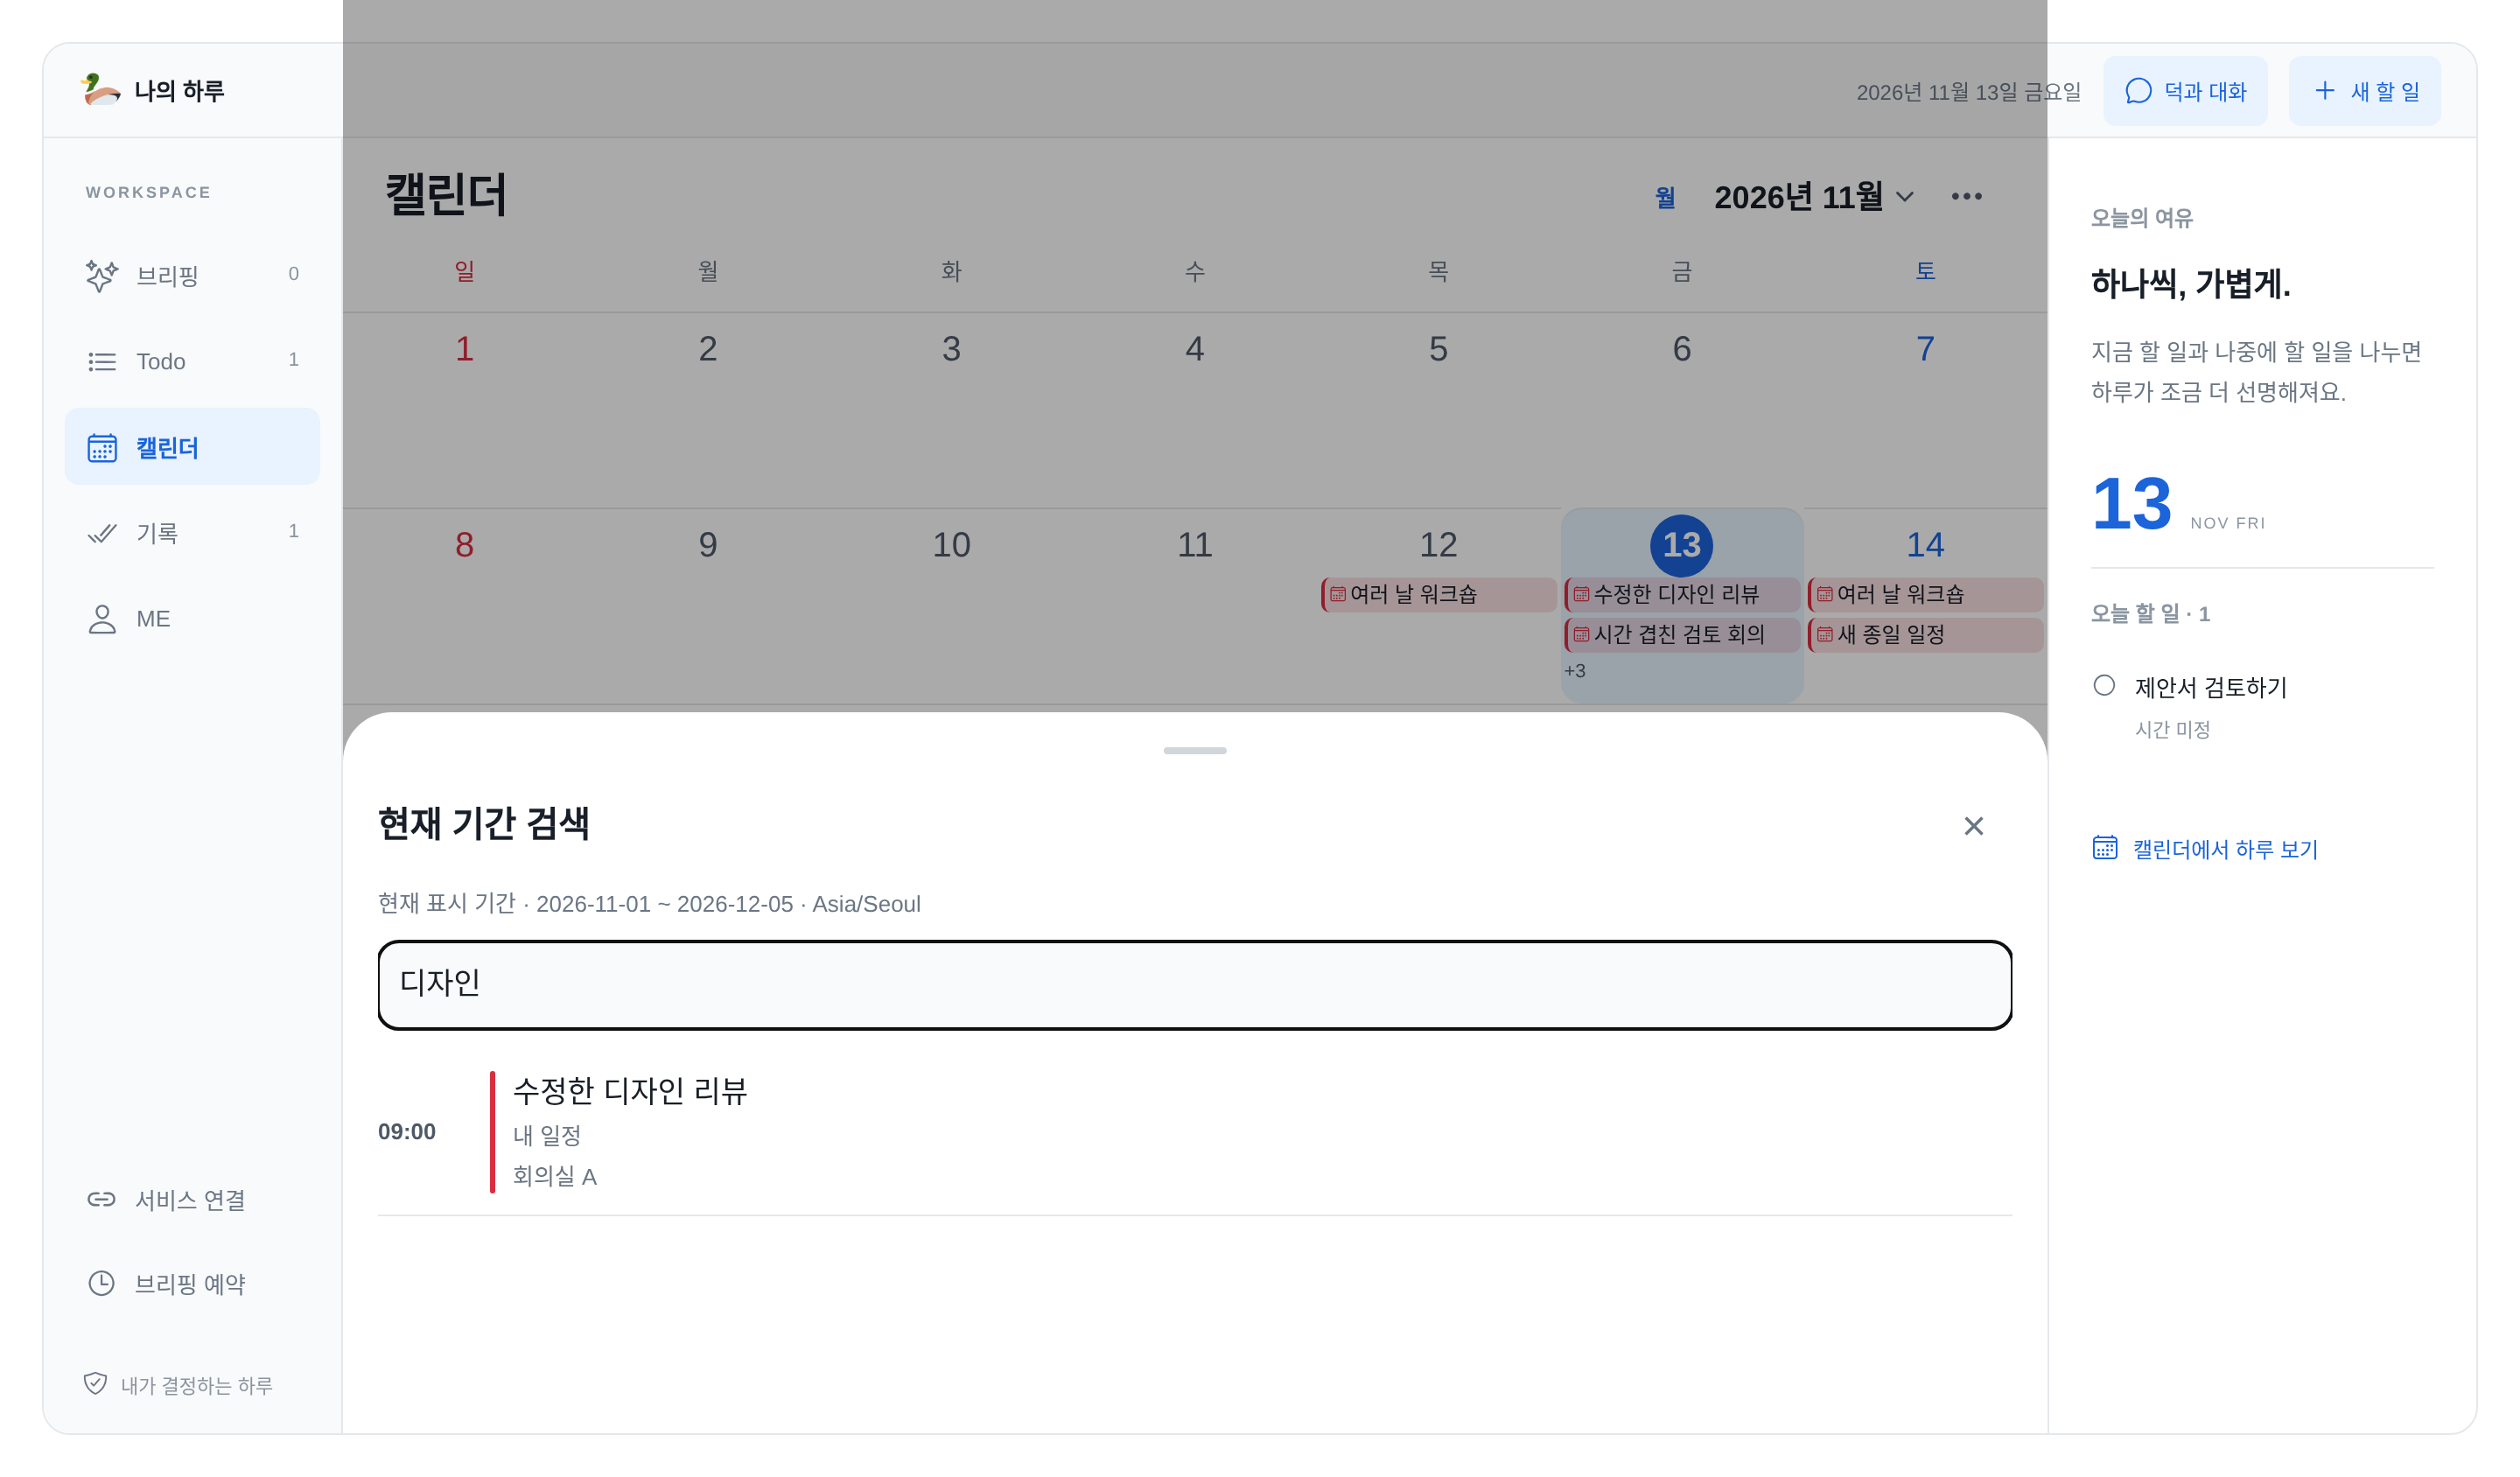 나의 하루
2026년 11월 13일 금요일
덕과 대화
새 할 일
WORKSPACE
브리핑 0
Todo 1
캘린더
기록 1
ME
서비스 연결
브리핑 예약
내가 결정하는 하루
캘린더
월 2026년 11월
일 월 화 수 목 금 토
1 2 3 4 5 6 7
8 9 10 11 12 13 14
여러 날 워크숍 수정한 디자인 리뷰 여러 날 워크숍
시간 겹친 검토 회의 새 종일 일정
+3
현재 기간 검색
현재 표시 기간 · 2026-11-01 ~ 2026-12-05 · Asia/Seoul
디자인
수정한 디자인 리뷰
09:00 내 일정
회의실 A
오늘의 여유
하나씩, 가볍게.
지금 할 일과 나중에 할 일을 나누면
하루가 조금 더 선명해져요.
13 NOV FRI
오늘 할 일 · 1
제안서 검토하기
시간 미정
캘린더에서 하루 보기